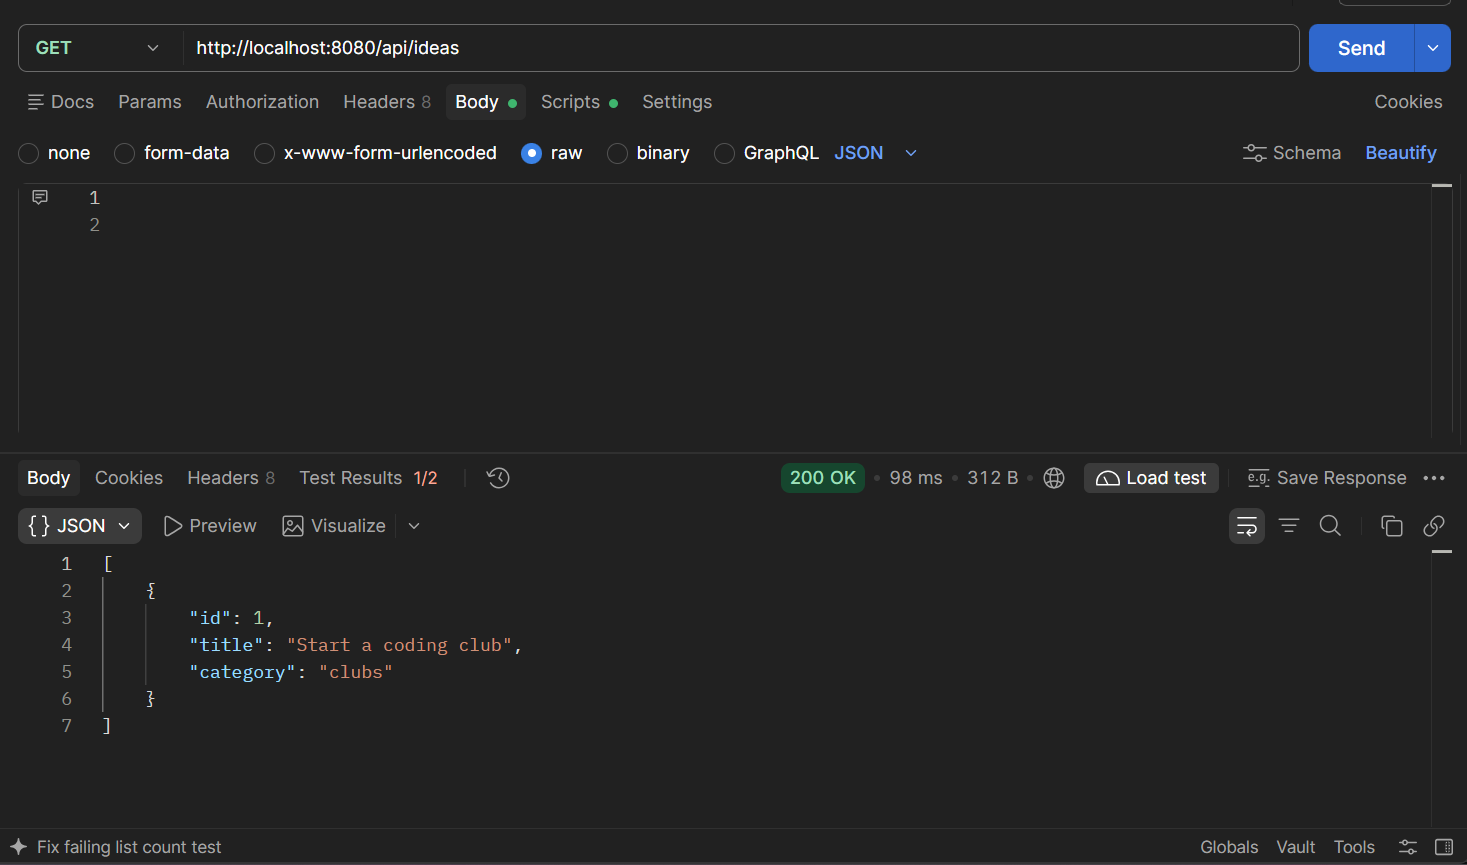 GET http://localhost:8080/api/ideas Send
Docs Params Authorization Headers 8 Body Scripts Settings Cookies
none form-data x-www-form-urlencoded raw binary GraphQL JSON Schema Beautify
1
2
Body Cookies Headers 8 Test Results 1/2 200 OK 98 ms 312 B Load test e.g. Save Response
{} JSON Preview Visualize
1 [
2 {
3 "id": 1,
4 "title": "Start a coding club",
5 "category": "clubs"
6 }
7 ]
Fix failing list count test Globals Vault Tools